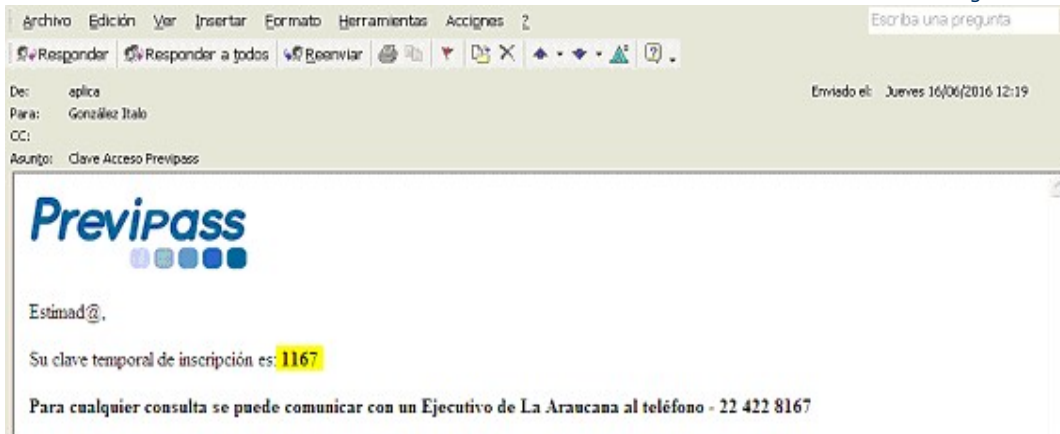 Archivo Edición Ver Insertar Formato Herramientas Acciones ? Escriba una pregunta
Responder Responder a todos Reenviar
De: aplica Enviado el: Jueves 16/06/2016 12:19
Para: González Italo
CC:
Asunto: Clave Acceso Previpass
Previpass
Estimad@,
Su clave temporal de inscripción es: 1167
Para cualquier consulta se puede comunicar con un Ejecutivo de La Araucana al teléfono - 22 422 8167